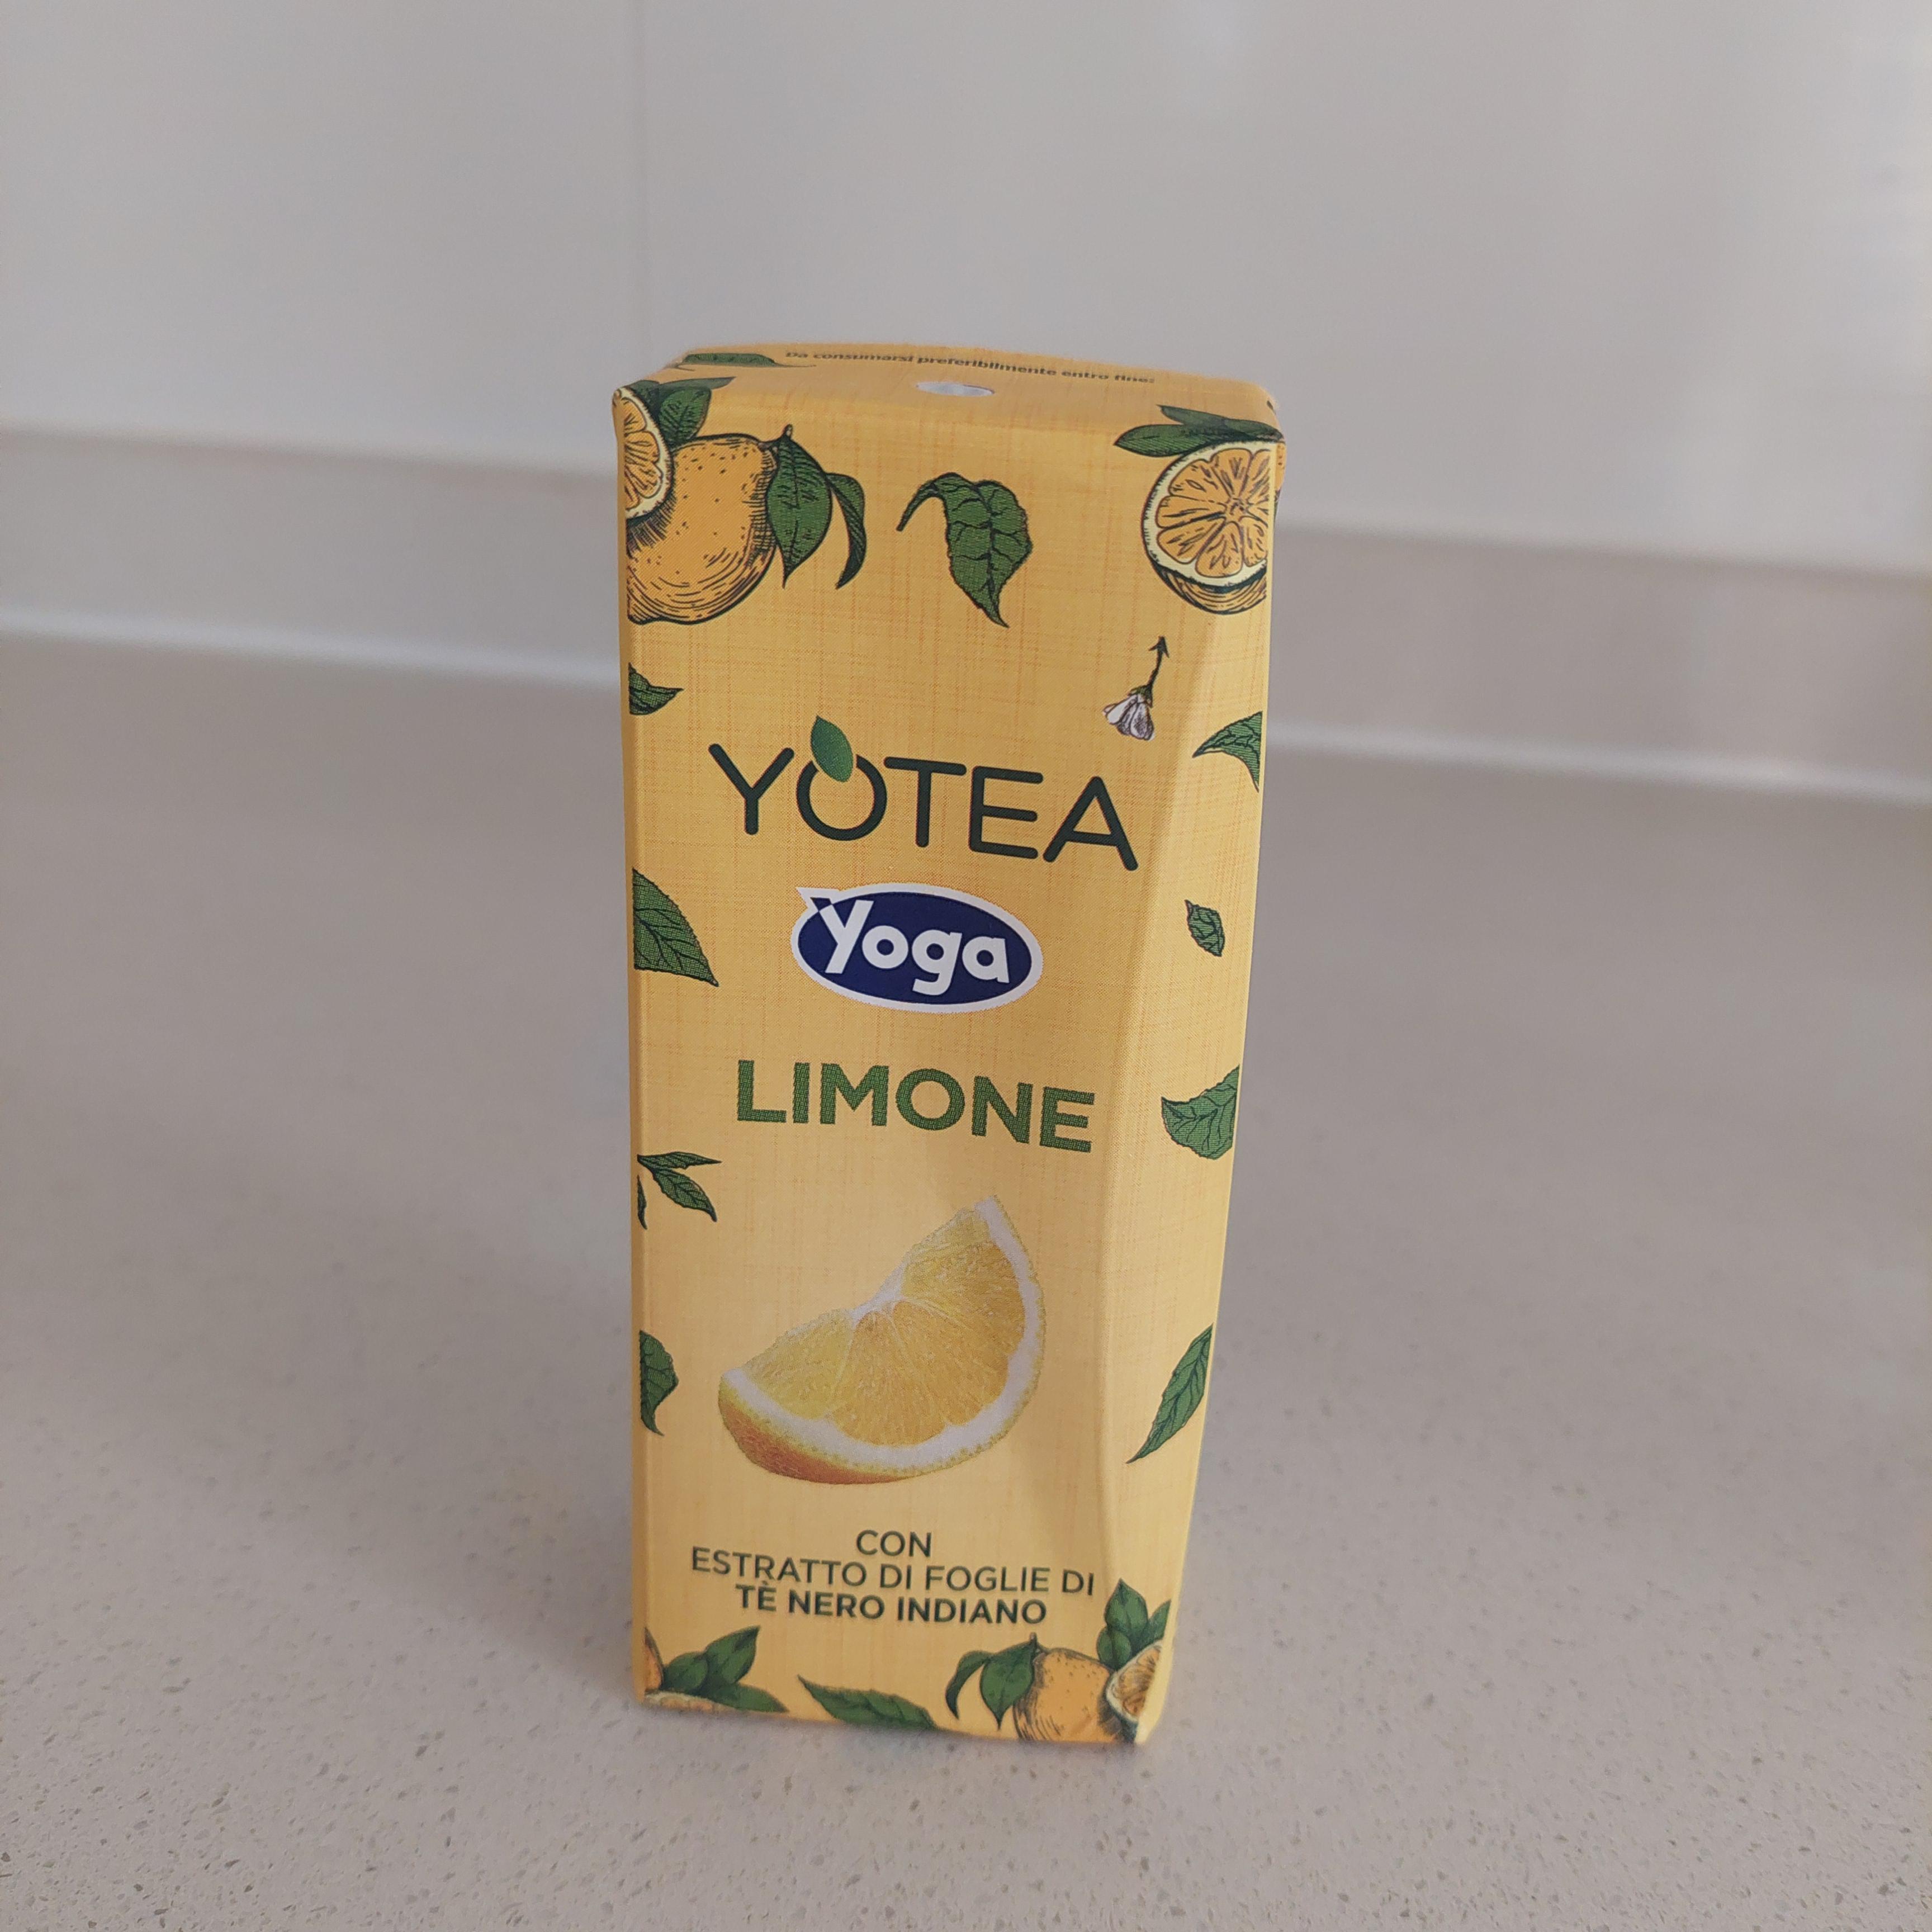 Da consumarsi preferibilmente entro fine:
YOTEA
Yoga
LIMONE
CON
ESTRATTO DI FOGLIE DI
TÈ NERO INDIANO